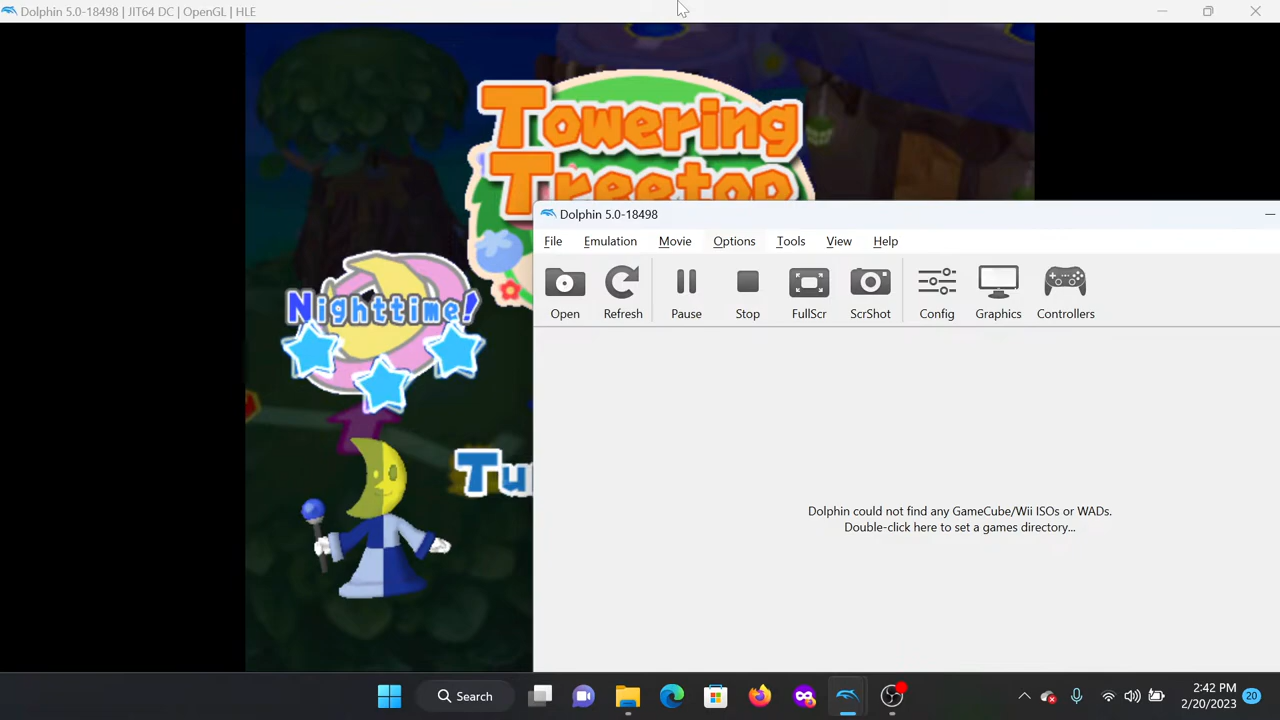 Dolphin 5.0-18498 | JIT64 DC | OpenGL | HLE
Towering
Treetop
Nighttime!
Tu
Dolphin 5.0-18498
File Emulation Movie Options Tools View Help
Open Refresh Pause Stop FullScr ScrShot Config Graphics Controllers
Dolphin could not find any GameCube/Wii ISOs or WADs.
Double-click here to set a games directory...
Search
2:42 PM
2/20/2023
20